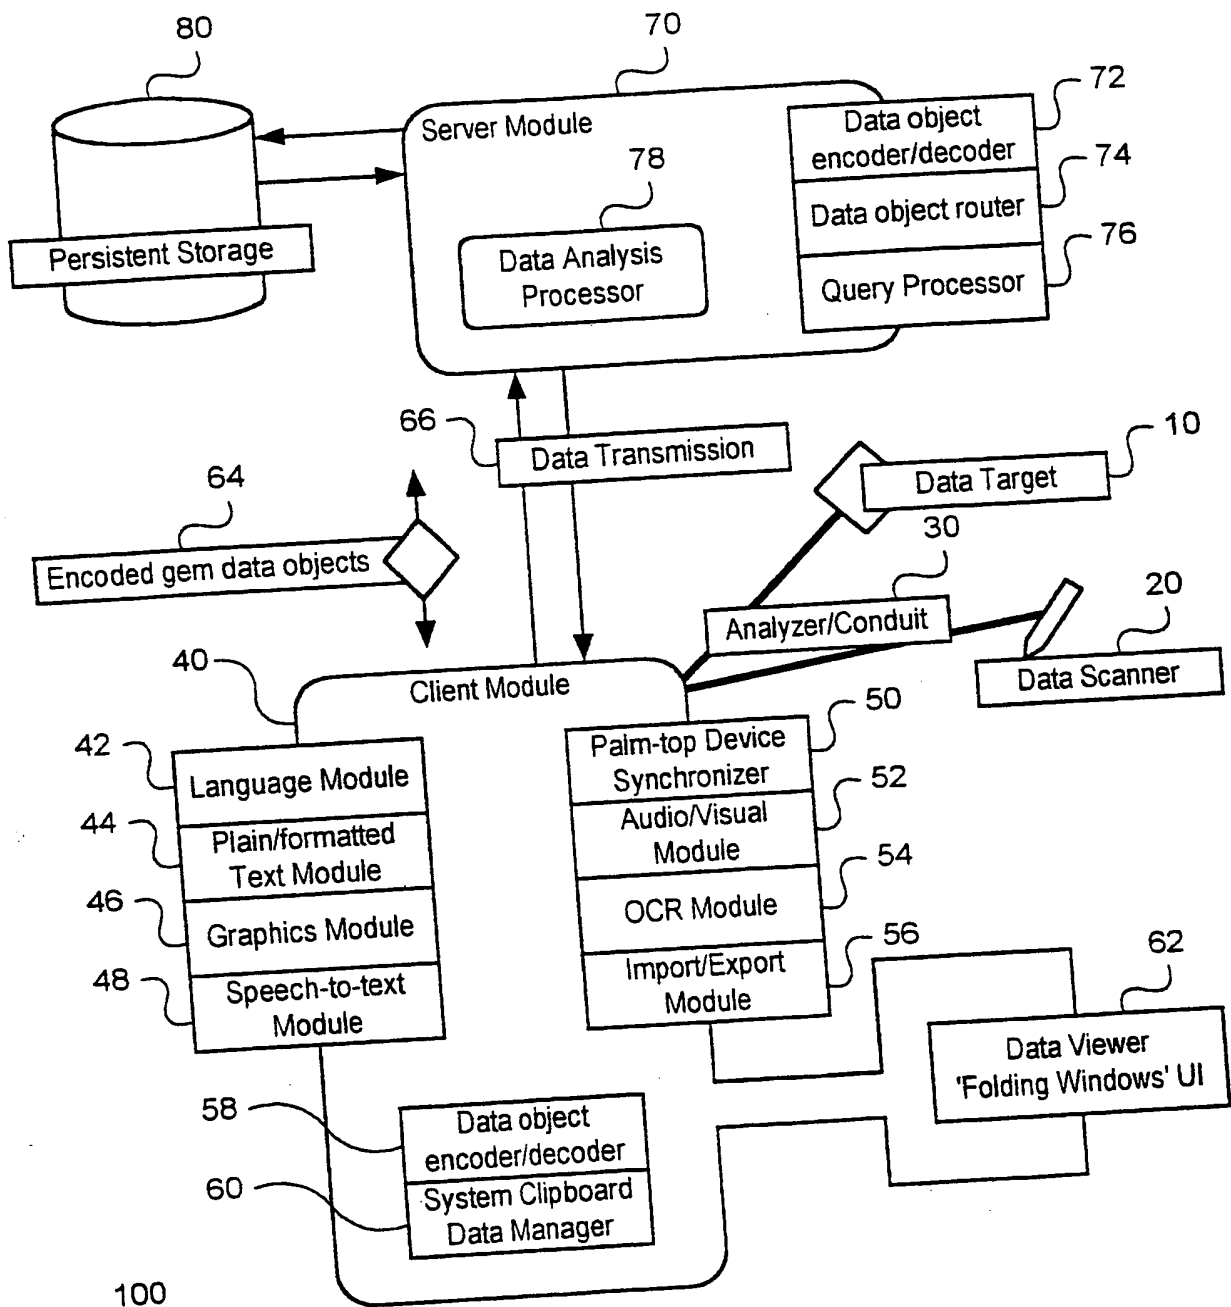 80
70
72
Server Module
Data object
encoder/decoder
74
78
Data object router
76
Persistent Storage
Data Analysis
Processor
Query Processor
66
Data Transmission
10
Data Target
64
Encoded gem data objects
30
Analyzer/Conduit
20
Data Scanner
40
Client Module
42
Language Module
44
Plain/formatted
Text Module
46
Graphics Module
48
Speech-to-text
Module
50
Palm-top Device
Synchronizer
52
Audio/Visual
Module
54
OCR Module
56
Import/Export
Module
62
Data Viewer
'Folding Windows' UI
58
Data object
encoder/decoder
60
System Clipboard
Data Manager
100